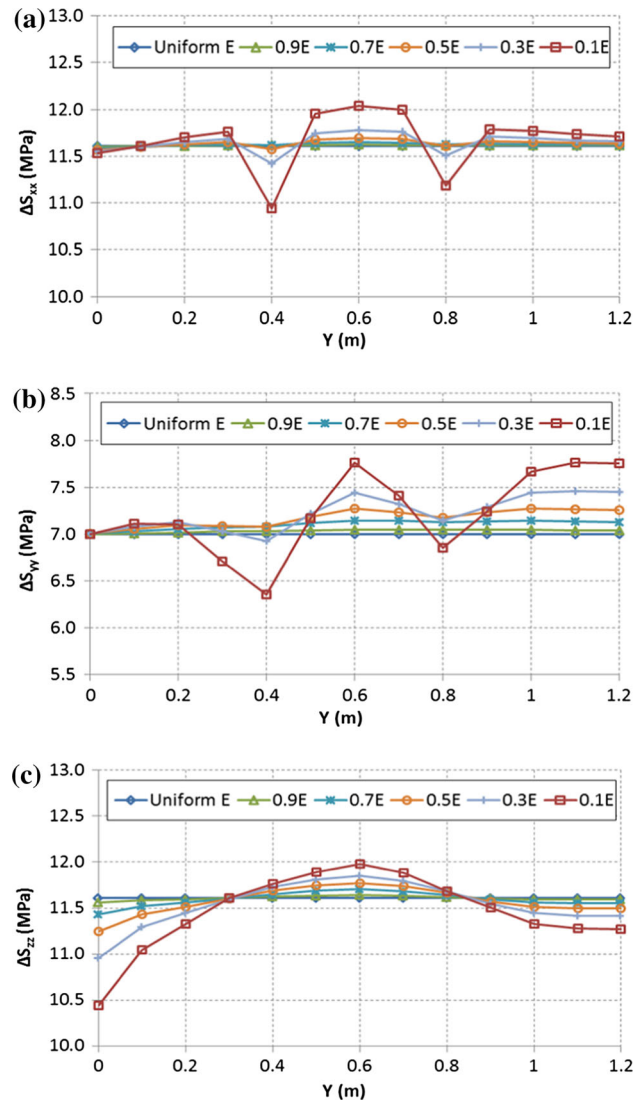 (a)
13.0
Uniform E 0.9E 0.7E 0.5E 0.3E 0.1E
12.5
12.0
11.5
11.0
10.5
10.0
ΔSxx (MPa)
0 0.2 0.4 0.6 0.8 1 1.2
Y (m)
(b)
8.5
Uniform E 0.9E 0.7E 0.5E 0.3E 0.1E
8.0
7.5
7.0
6.5
6.0
5.5
ΔSyy (MPa)
0 0.2 0.4 0.6 0.8 1 1.2
Y (m)
(c)
13.0
Uniform E 0.9E 0.7E 0.5E 0.3E 0.1E
12.5
12.0
11.5
11.0
10.5
10.0
ΔSzz (MPa)
0 0.2 0.4 0.6 0.8 1 1.2
Y (m)